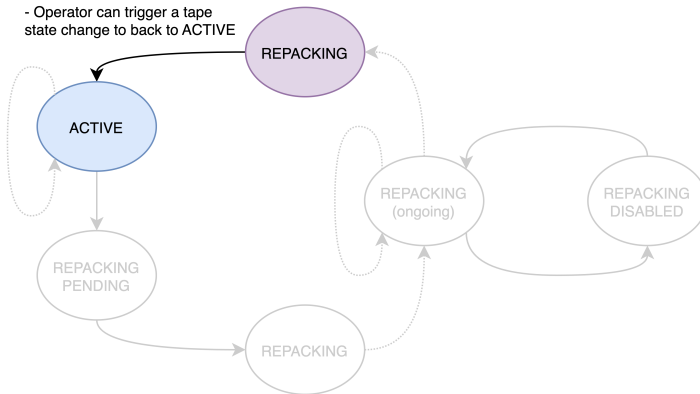 - Operator can trigger a tape
state change to back to ACTIVE
REPACKING
ACTIVE
REPACKING
(ongoing)
REPACKING
DISABLED
REPACKING
PENDING
REPACKING